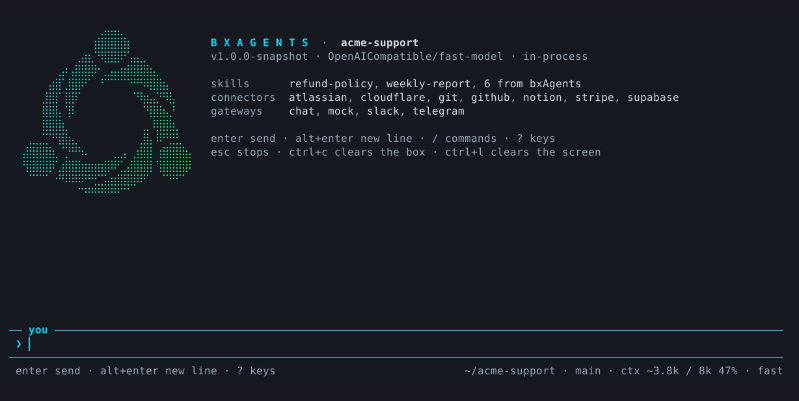 BXAGENTS · acme-support
v1.0.0-snapshot · OpenAICompatible/fast-model · in-process
skills refund-policy, weekly-report, 6 from bxAgents
connectors atlassian, cloudflare, git, github, notion, stripe, supabase
gateways chat, mock, slack, telegram
enter send · alt+enter new line · / commands · ? keys
esc stops · ctrl+c clears the box · ctrl+l clears the screen
you
❯
enter send · alt+enter new line · ? keys ~/acme-support · main · ctx ~3.8k / 8k 47% · fast